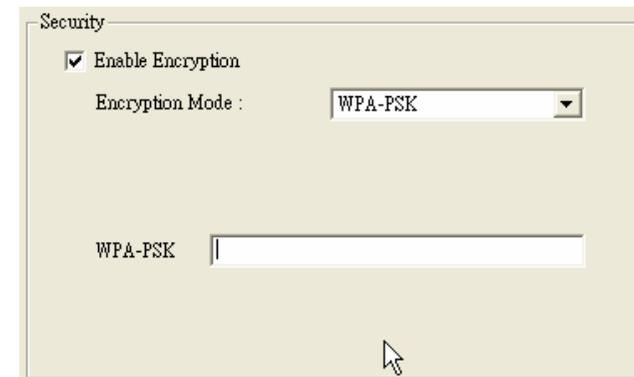 Security
Enable Encryption
Encryption Mode : WPA-PSK
WPA-PSK